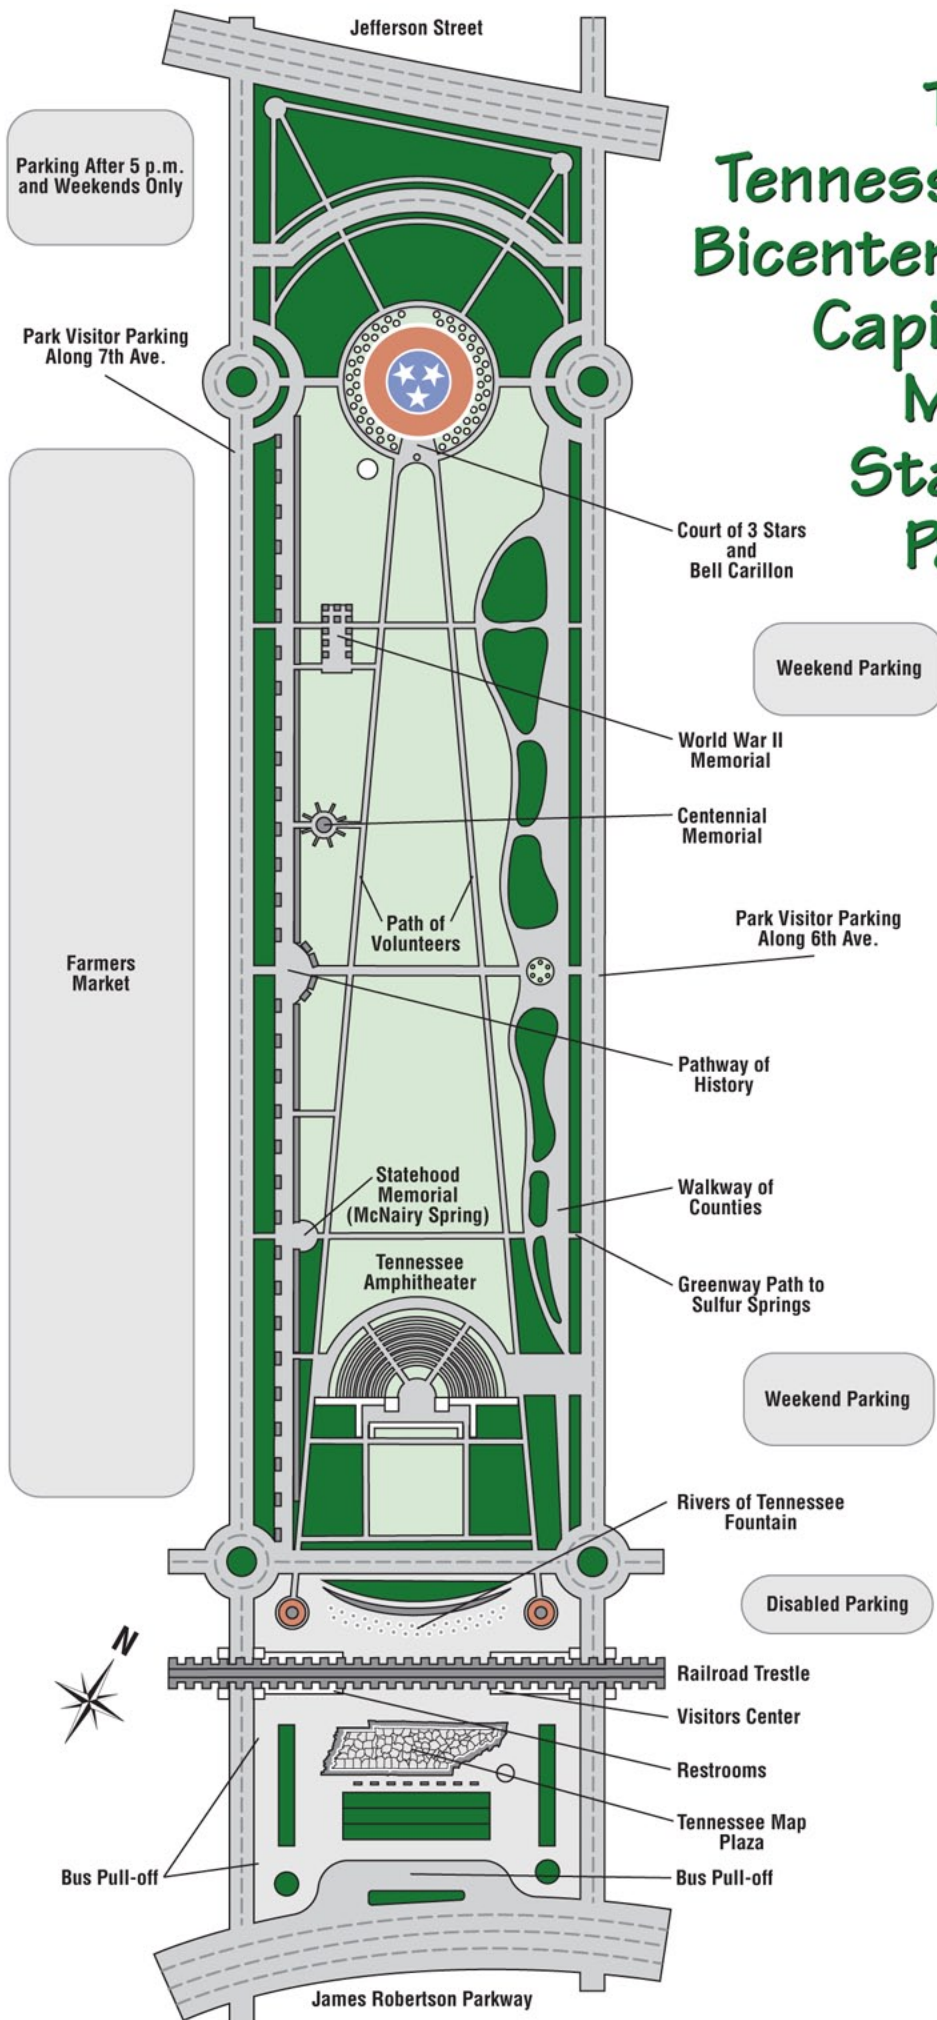 Jefferson Street
Parking After 5 p.m.
and Weekends Only
T
Tenness
Bicenter
Capi
M
Sta
P
Park Visitor Parking
Along 7th Ave.
Court of 3 Stars
and
Bell Carillon
Weekend Parking
World War II
Memorial
Centennial
Memorial
Path of
Volunteers
Park Visitor Parking
Along 6th Ave.
Farmers
Market
Pathway of
History
Statehood
Memorial
(McNairy Spring)
Walkway of
Counties
Tennessee
Amphitheater
Greenway Path to
Sulfur Springs
Weekend Parking
Rivers of Tennessee
Fountain
Disabled Parking
N
Railroad Trestle
Visitors Center
Restrooms
Tennessee Map
Plaza
Bus Pull-off
Bus Pull-off
James Robertson Parkway